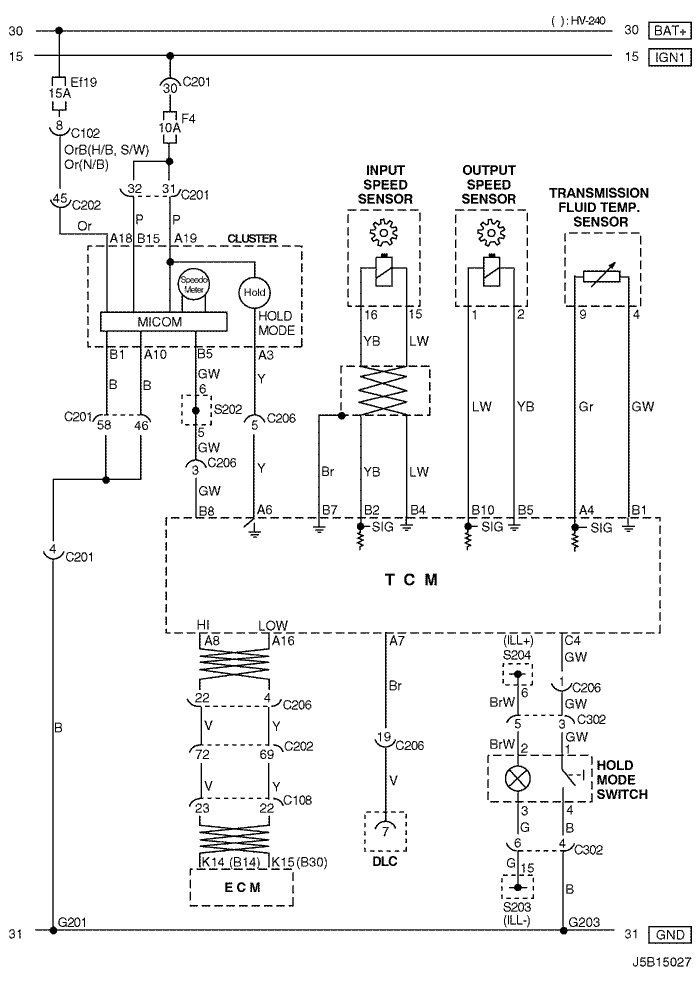 ( ) : HV-240
30 30 BAT+
15 15 IGN1
Ef19
15A
C201
30
F4
10A
8
C102
OrB(H/B, S/W)
Or(N/B)
32 31
C201
45
C202
Or
P P
INPUT
SPEED
SENSOR
OUTPUT
SPEED
SENSOR
TRANSMISSION
FLUID TEMP.
SENSOR
A18 B15 A19
CLUSTER
Speedo
Meter
Hold
MICOM
HOLD
MODE
16 15
1 2
9 4
B1 A10 B5 A3
YB LW
B B
GW
Y
6
S202
5
C201
58 46
C206
5
GW
3
C206
GW
Y
LW YB
Gr GW
Br YB LW
B8 A6 B7 B2 B4 B10 B5 A4 B1
SIG SIG SIG
4
C201
TCM
HI LOW
A8 A16
A7
(ILL+)
S204
C4
GW
6
1
C206
Br
BrW GW
22 4
C206
5 3
C302
V Y
19
C206
BrW GW
72 69
C202
2 1
B
V Y
V
HOLD
MODE
SWITCH
23 22
C108
3 4
7
DLC
G B
6 4
C302
K14 (B14) K15 (B30)
ECM
G 15
B
S203
(ILL-)
G201
G203
31 31 GND
J5B15027